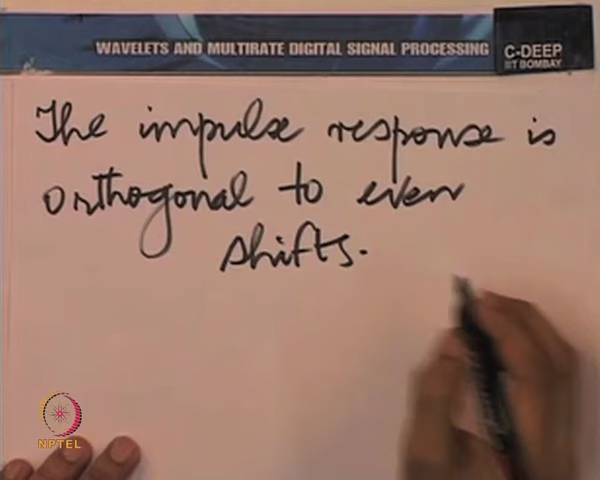 WAVELETS AND MULTIRATE DIGITAL SIGNAL PROCESSING
C-DEEP
IIT BOMBAY
The impulse response is
orthogonal to even
shifts.
NPTEL